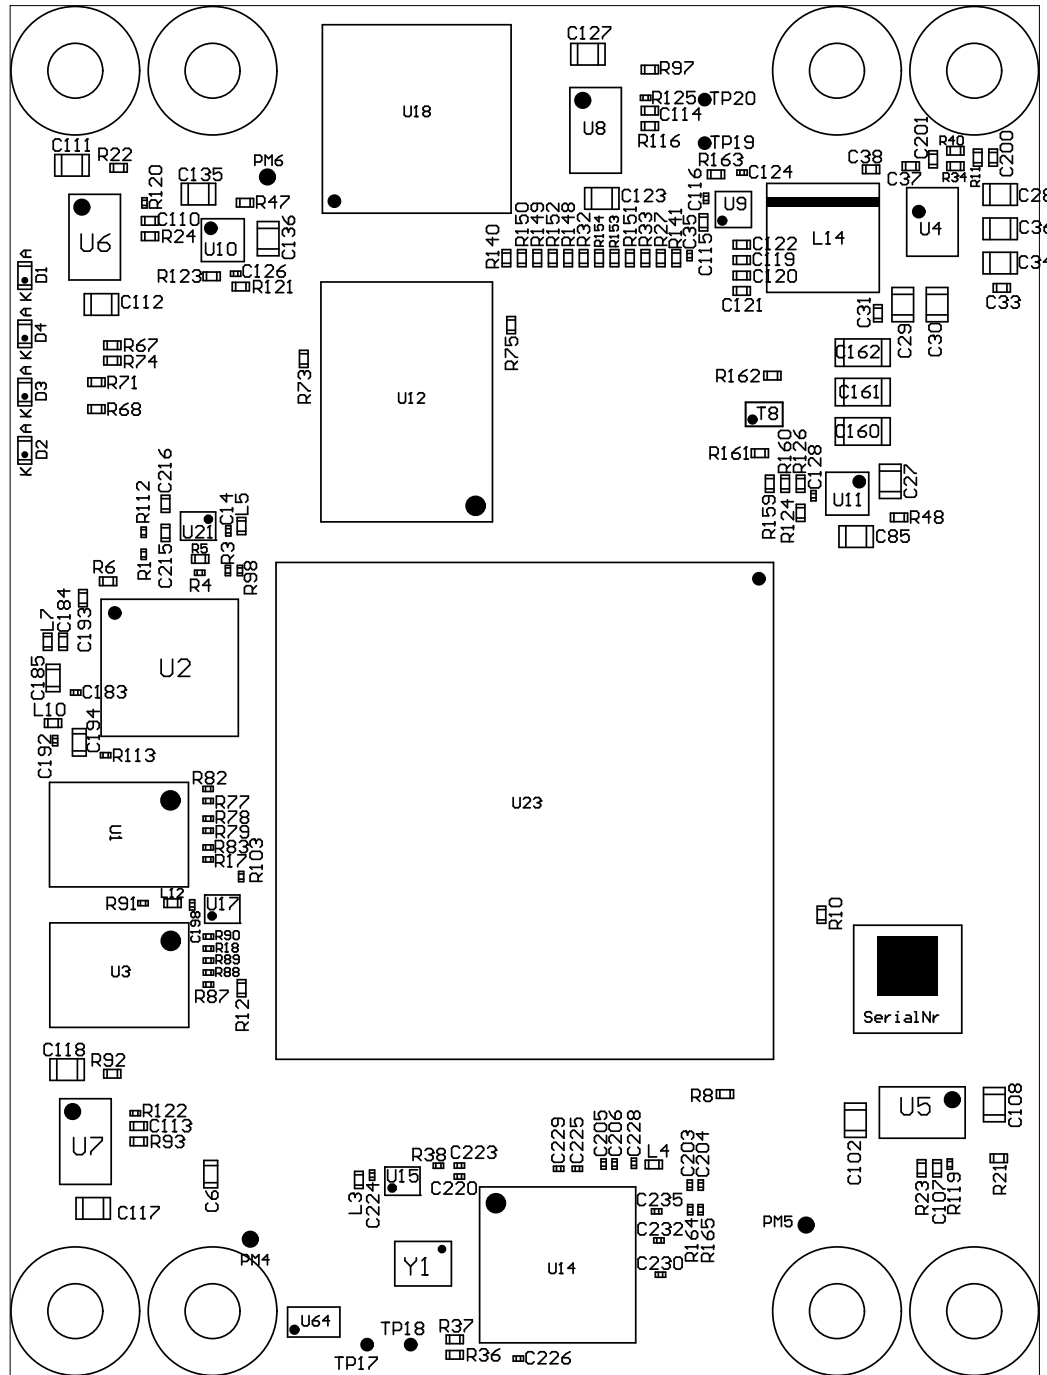 C127
U18
R97
R125
TP20
C114
U8
R116
TP19
C201
R40
R11
C200
C38
C37
R34
C111
R22
PM6
R163
C124
R120
C135
R47
C123
C116
U9
C28
C110
U6
R24
U10
C136
C115
L14
U4
C36
R140
R150
R149
R152
R148
R32
R154
R153
R151
R33
R27
R141
C35
C122
C119
C120
C121
C34
C33
A
D1
K
R123
C126
R121
C112
C31
C29
C30
A
D4
K
R67
R74
R73
R75
C162
A
D3
K
R71
R68
U12
R162
C161
T8
C160
A
D2
K
R161
R160
R126
C128
C216
R112
C14
L5
R159
R124
U11
C27
R48
C85
U21
R1
C215
R5
R4
R3
R98
R6
L7
C184
C193
U2
C185
C183
L10
C194
C192
R113
R82
R77
R78
R79
R83
R17
R103
U1
U23
L12
R91
C198
U17
R90
R18
R89
R88
R87
R12
U3
R10
SerialNr
C118
R92
R8
U5
C108
R122
C113
R93
U7
C102
C229
C225
C205
C206
C228
L4
C203
C204
R38
C223
C220
U15
L3
C224
C6
R23
C107
R119
R21
C117
C235
C232
C230
R164
R165
PM5
PM4
Y1
U14
U64
TP18
TP17
R37
R36
C226